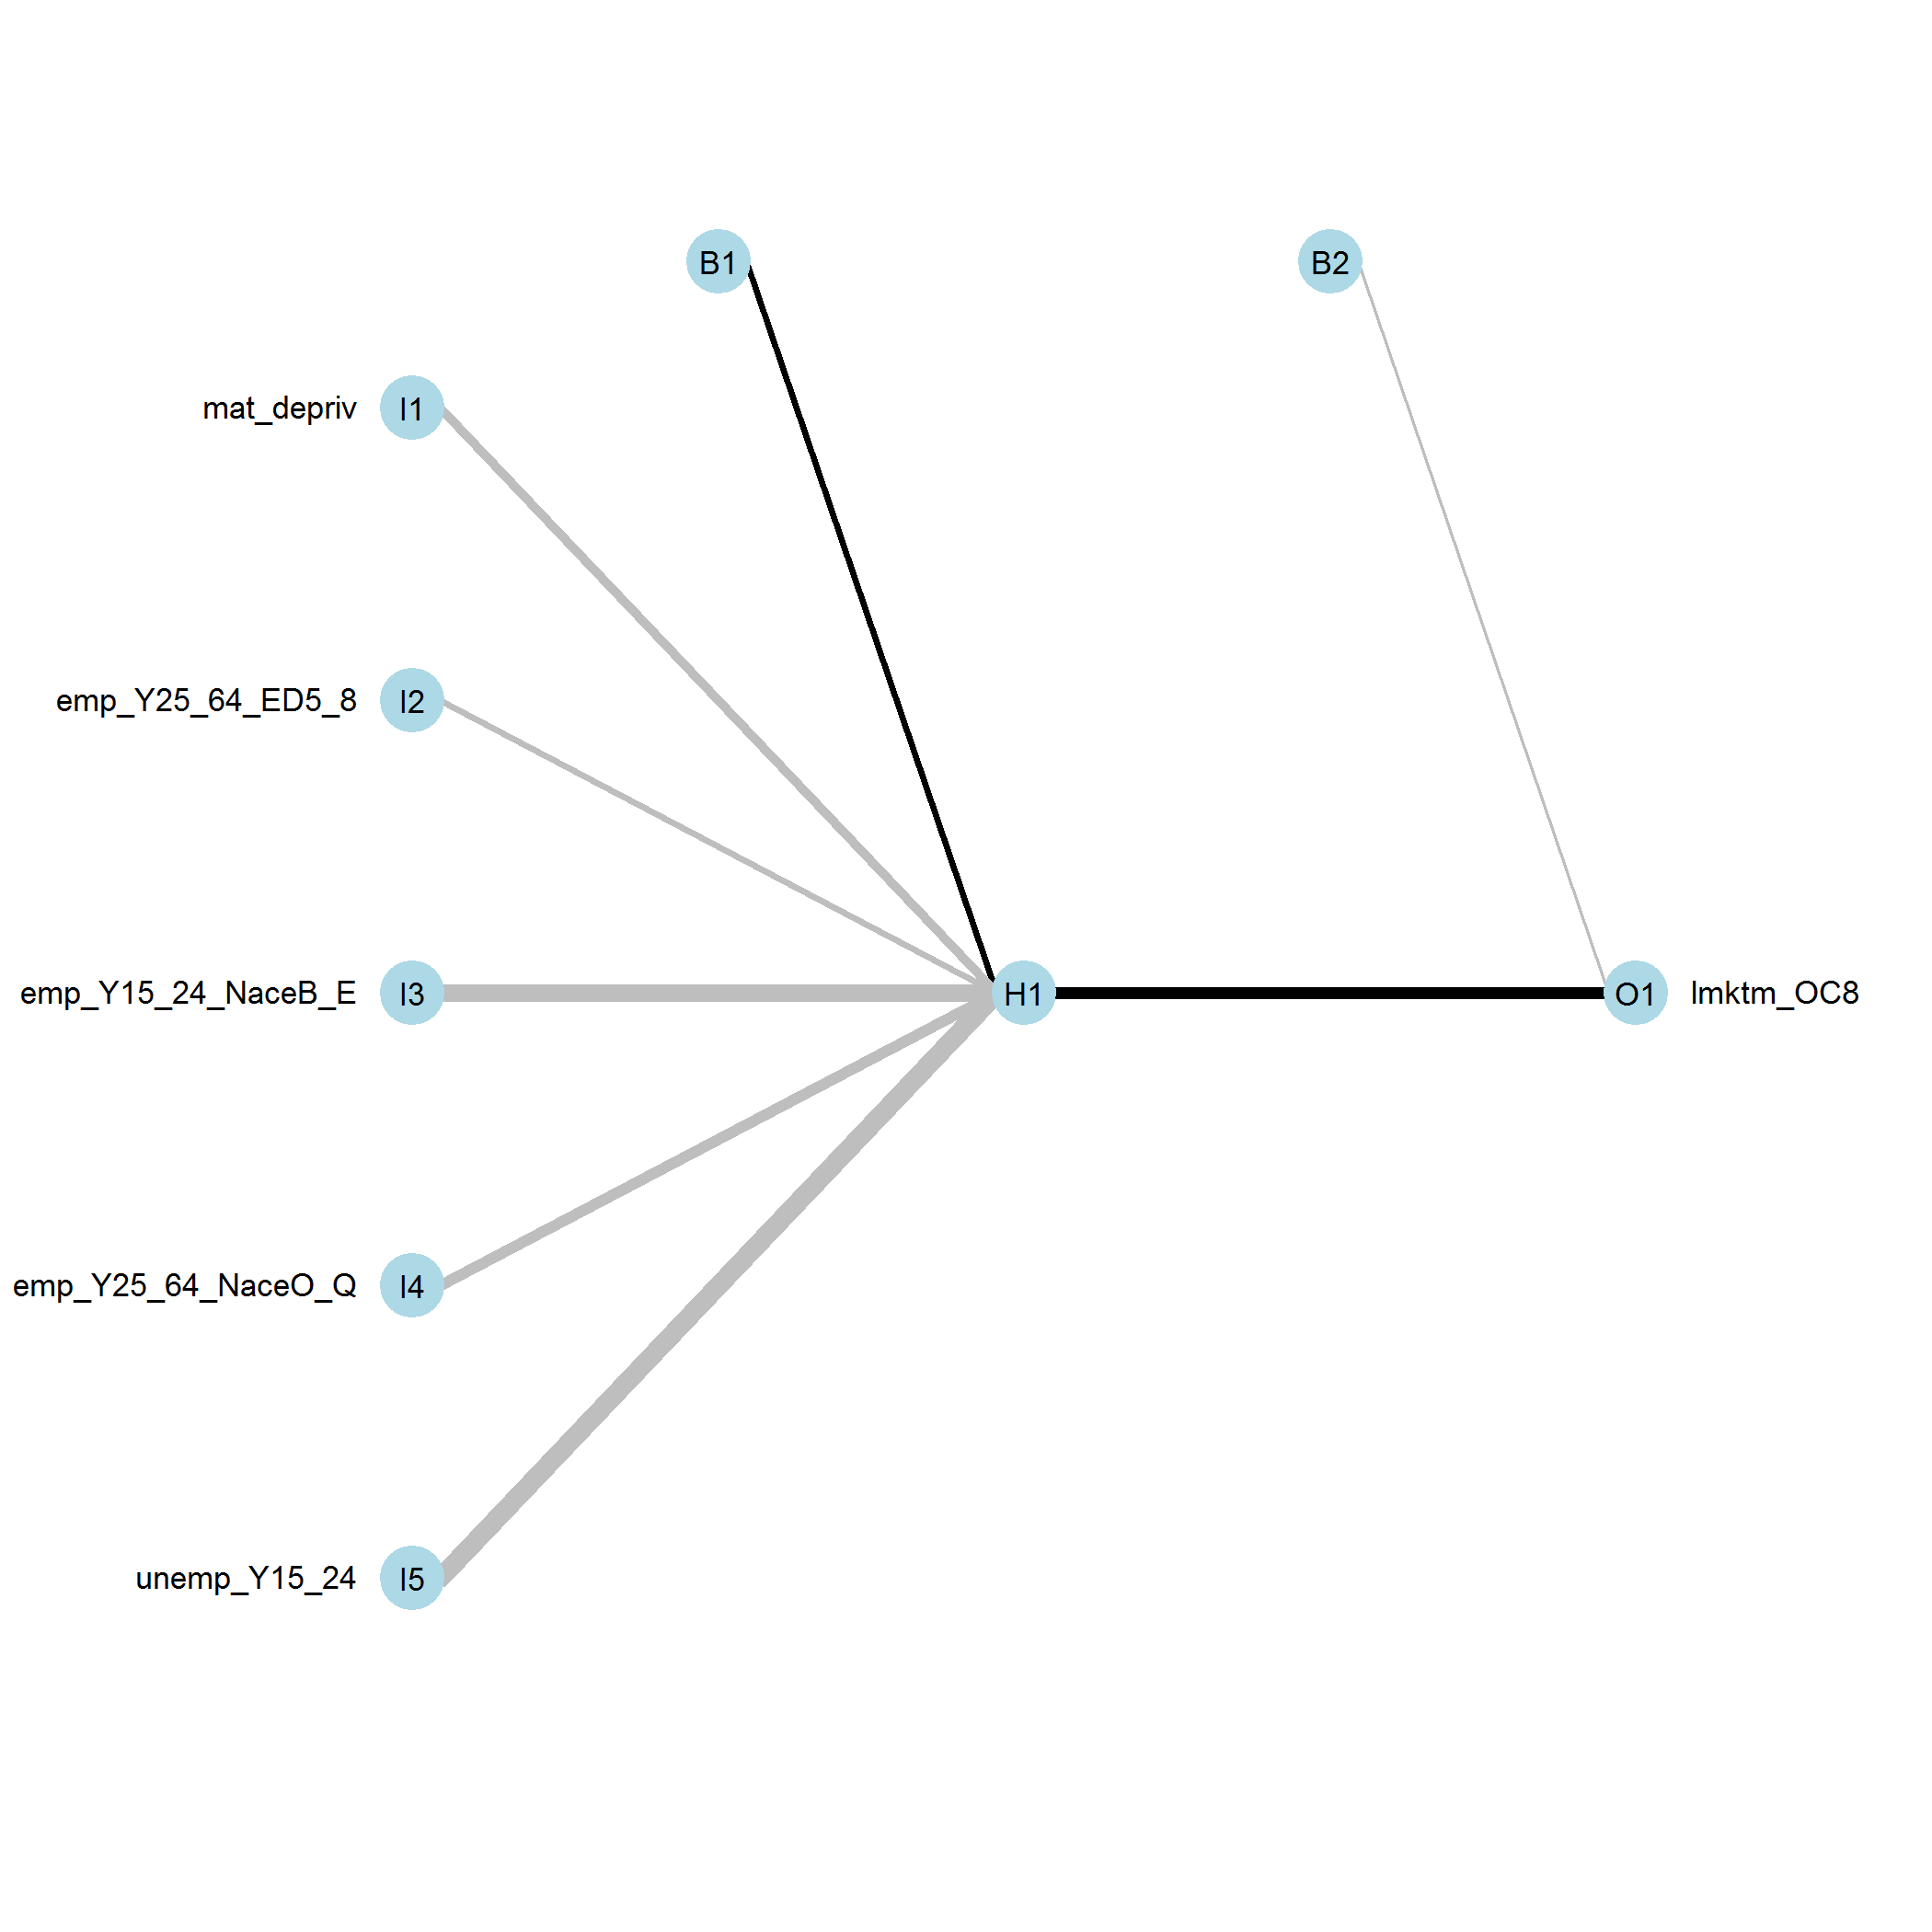 B1
B2
mat_depriv I1
emp_Y25_64_ED5_8 I2
emp_Y15_24_NaceB_E I3 H1 O1 lmktm_OC8
emp_Y25_64_NaceO_Q I4
unemp_Y15_24 I5